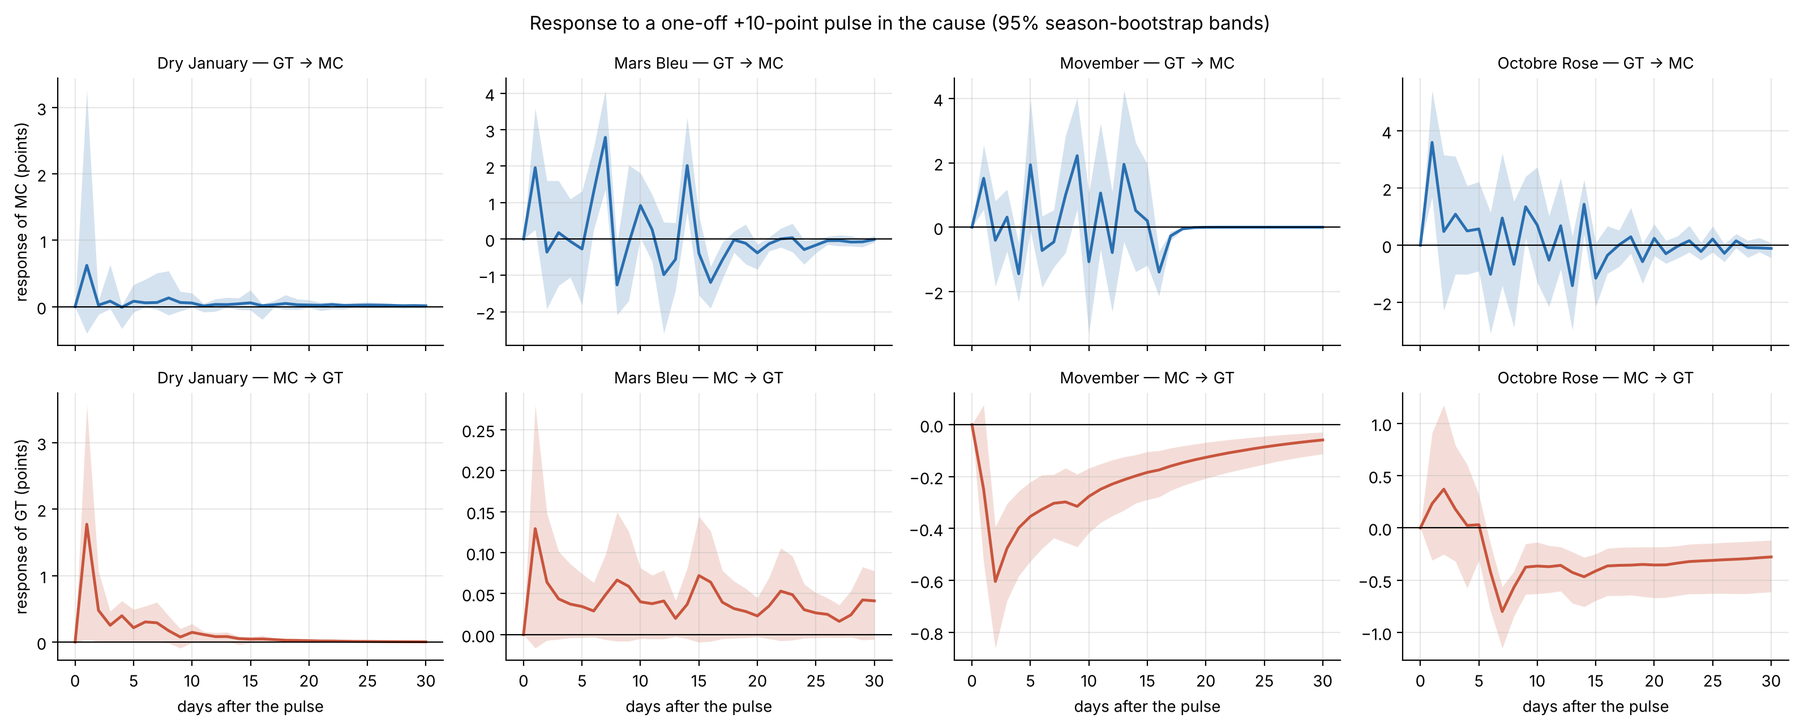 Response to a one-off +10-point pulse in the cause (95% season-bootstrap bands)
Dry January — GT → MC
Mars Bleu — GT → MC
Movember — GT → MC
Octobre Rose — GT → MC
response of MC (points)
3
2
1
0
4
3
2
1
0
−1
−2
4
2
0
−2
4
2
0
−2
Dry January — MC → GT
Mars Bleu — MC → GT
Movember — MC → GT
Octobre Rose — MC → GT
response of GT (points)
3
2
1
0
0.25
0.20
0.15
0.10
0.05
0.00
0.0
−0.2
−0.4
−0.6
−0.8
1.0
0.5
0.0
−0.5
−1.0
0 5 10 15 20 25 30
0 5 10 15 20 25 30
0 5 10 15 20 25 30
0 5 10 15 20 25 30
days after the pulse
days after the pulse
days after the pulse
days after the pulse